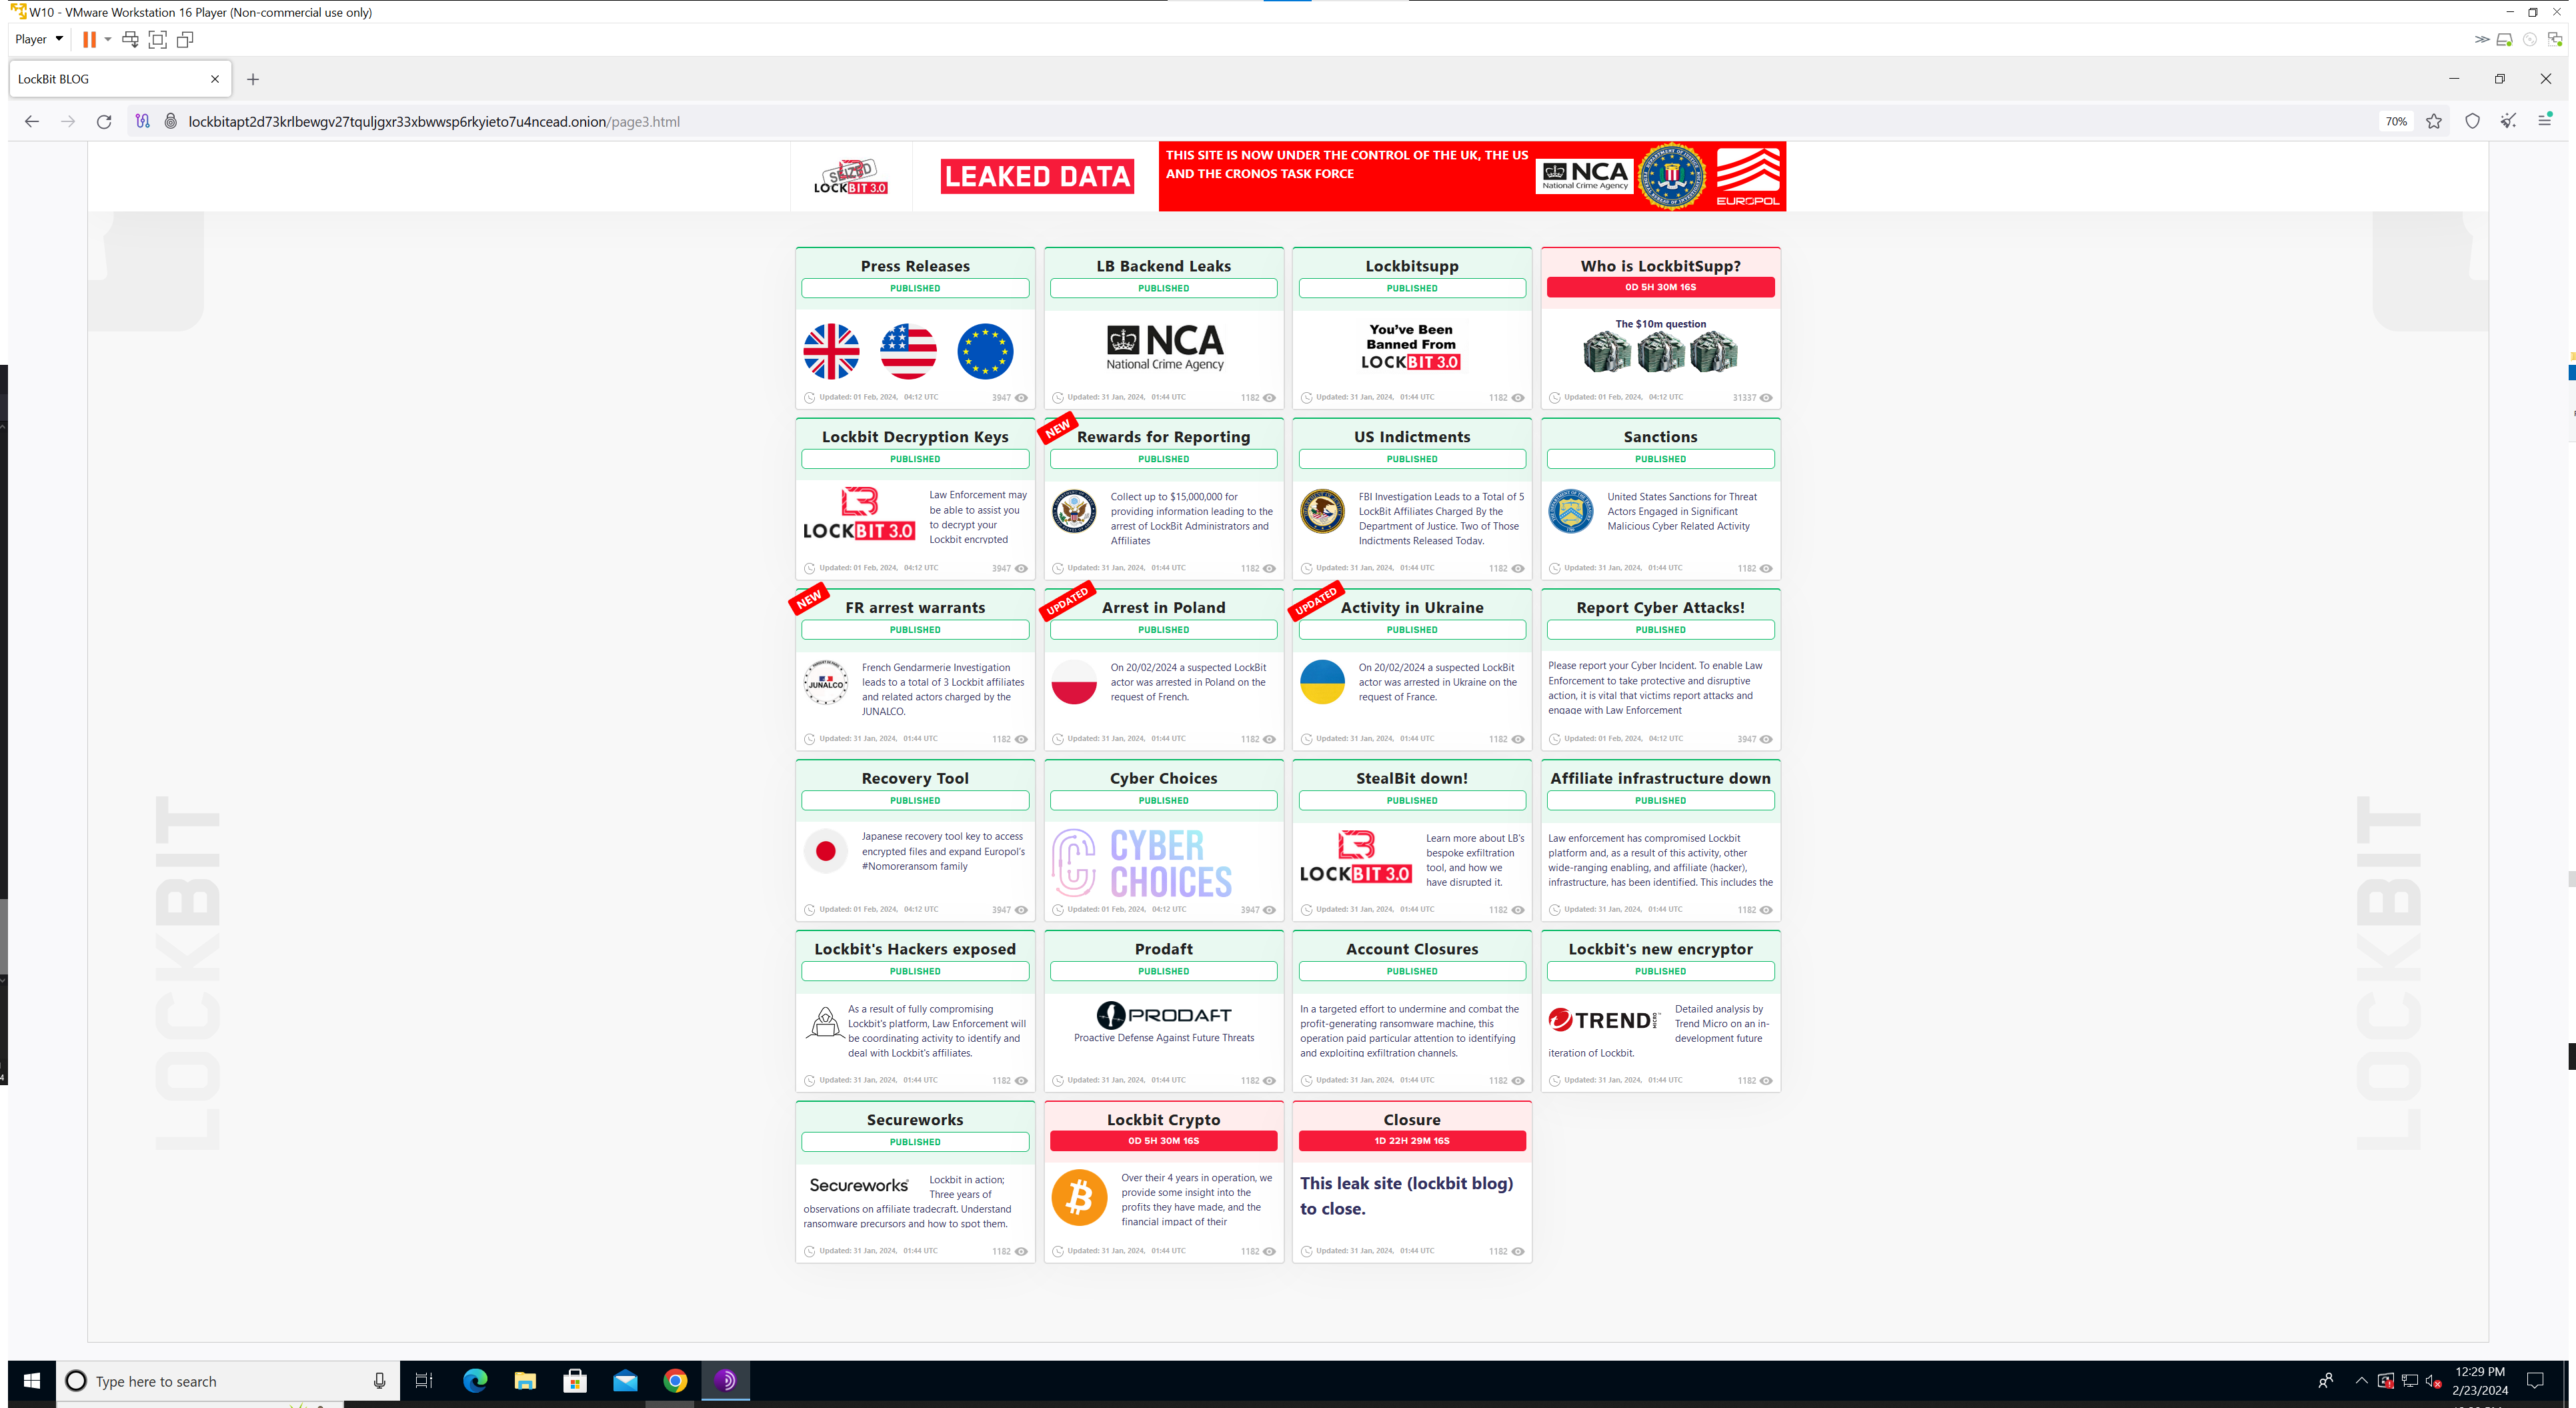 W10 - VMware Workstation 16 Player (Non-commercial use only)
Player
LockBit BLOG
lockbitapt2d73krlbewgv27tquljgxr33xbwwsp6rkyieto7u4ncead.onion/page3.html
70%
SEIZED
LOCKBIT 3.0
LEAKED DATA
THIS SITE IS NOW UNDER THE CONTROL OF THE UK, THE US
AND THE CRONOS TASK FORCE
NCA
National Crime Agency
EUROPOL
Press Releases
PUBLISHED
Updated: 01 Feb, 2024, 04:12 UTC
3947
LB Backend Leaks
PUBLISHED
NCA
National Crime Agency
Updated: 31 Jan, 2024, 01:44 UTC
1182
Lockbitsupp
PUBLISHED
You've Been
Banned From
LOCKBIT 3.0
Updated: 31 Jan, 2024, 01:44 UTC
1182
Who is LockbitSupp?
0D 5H 30M 16S
The $10m question
Updated: 01 Feb, 2024, 04:12 UTC
31337
Lockbit Decryption Keys
PUBLISHED
LOCKBIT 3.0
Law Enforcement may
be able to assist you
to decrypt your
Lockbit encrypted
Updated: 01 Feb, 2024, 04:12 UTC
3947
NEW
Rewards for Reporting
PUBLISHED
Collect up to $15,000,000 for
providing information leading to the
arrest of LockBit Administrators and
Affiliates
Updated: 31 Jan, 2024, 01:44 UTC
1182
US Indictments
PUBLISHED
FBI Investigation Leads to a Total of 5
LockBit Affiliates Charged By the
Department of Justice. Two of Those
Indictments Released Today.
Updated: 31 Jan, 2024, 01:44 UTC
1182
Sanctions
PUBLISHED
United States Sanctions for Threat
Actors Engaged in Significant
Malicious Cyber Related Activity
Updated: 31 Jan, 2024, 01:44 UTC
1182
NEW
FR arrest warrants
PUBLISHED
JUNALCO
French Gendarmerie Investigation
leads to a total of 3 Lockbit affiliates
and related actors charged by the
JUNALCO.
Updated: 31 Jan, 2024, 01:44 UTC
1182
UPDATED
Arrest in Poland
PUBLISHED
On 20/02/2024 a suspected LockBit
actor was arrested in Poland on the
request of French.
Updated: 31 Jan, 2024, 01:44 UTC
1182
UPDATED
Activity in Ukraine
PUBLISHED
On 20/02/2024 a suspected LockBit
actor was arrested in Ukraine on the
request of France.
Updated: 31 Jan, 2024, 01:44 UTC
1182
Report Cyber Attacks!
PUBLISHED
Please report your Cyber Incident. To enable Law
Enforcement to take protective and disruptive
action, it is vital that victims report attacks and
engage with Law Enforcement
Updated: 01 Feb, 2024, 04:12 UTC
3947
Recovery Tool
PUBLISHED
Japanese recovery tool key to access
encrypted files and expand Europol's
#Nomoreransom family
Updated: 01 Feb, 2024, 04:12 UTC
3947
Cyber Choices
PUBLISHED
CYBER
CHOICES
Updated: 01 Feb, 2024, 04:12 UTC
3947
StealBit down!
PUBLISHED
LOCKBIT 3.0
Learn more about LB's
bespoke exfiltration
tool, and how we
have disrupted it.
Updated: 31 Jan, 2024, 01:44 UTC
1182
Affiliate infrastructure down
PUBLISHED
Law enforcement has compromised Lockbit
platform and, as a result of this activity, other
wide-ranging enabling, and affiliate (hacker),
infrastructure, has been identified. This includes the
Updated: 31 Jan, 2024, 01:44 UTC
1182
Lockbit's Hackers exposed
PUBLISHED
As a result of fully compromising
Lockbit's platform, Law Enforcement will
be coordinating activity to identify and
deal with Lockbit's affiliates.
Updated: 31 Jan, 2024, 01:44 UTC
1182
Prodaft
PUBLISHED
PRODAFT
Proactive Defense Against Future Threats
Updated: 31 Jan, 2024, 01:44 UTC
1182
Account Closures
PUBLISHED
In a targeted effort to undermine and combat the
profit-generating ransomware machine, this
operation paid particular attention to identifying
and exploiting exfiltration channels.
Updated: 31 Jan, 2024, 01:44 UTC
1182
Lockbit's new encryptor
PUBLISHED
TREND MICRO
Detailed analysis by
Trend Micro on an in-
development future
iteration of Lockbit.
Updated: 31 Jan, 2024, 01:44 UTC
1182
Secureworks
PUBLISHED
Secureworks
Lockbit in action;
Three years of
observations on affiliate tradecraft. Understand
ransomware precursors and how to spot them.
Updated: 31 Jan, 2024, 01:44 UTC
1182
Lockbit Crypto
0D 5H 30M 16S
Over their 4 years in operation, we
provide some insight into the
profits they have made, and the
financial impact of their
Updated: 31 Jan, 2024, 01:44 UTC
1182
Closure
1D 22H 29M 16S
This leak site (lockbit blog)
to close.
Updated: 31 Jan, 2024, 01:44 UTC
1182
LOCKBIT
LOCKBIT
Type here to search
12:29 PM
2/23/2024